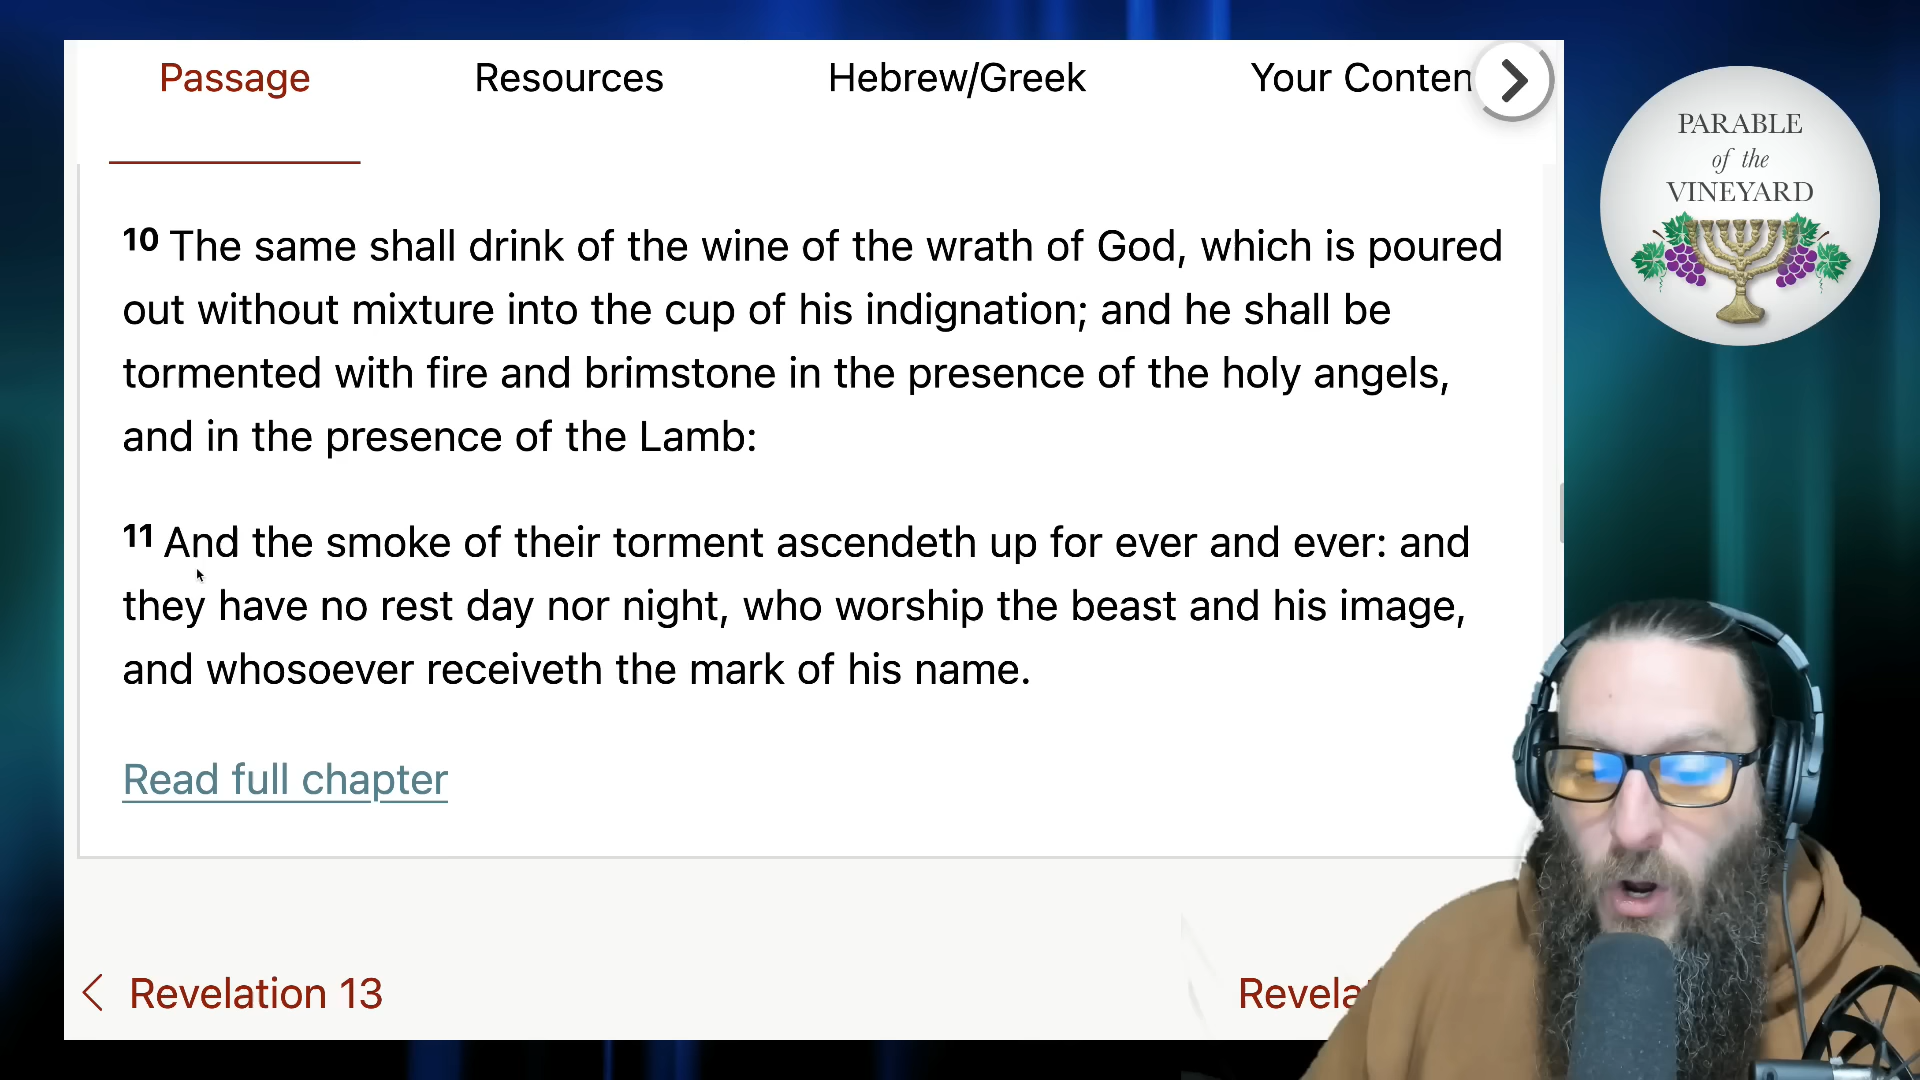 Passage
Resources
Hebrew/Greek
Your Conten
PARABLE
of the
VINEYARD
10 The same shall drink of the wine of the wrath of God, which is poured
out without mixture into the cup of his indignation; and he shall be
tormented with fire and brimstone in the presence of the holy angels,
and in the presence of the Lamb:
11 And the smoke of their torment ascendeth up for ever and ever: and
they have no rest day nor night, who worship the beast and his image,
and whosoever receiveth the mark of his name.
Read full chapter
Revelation 13
Revela